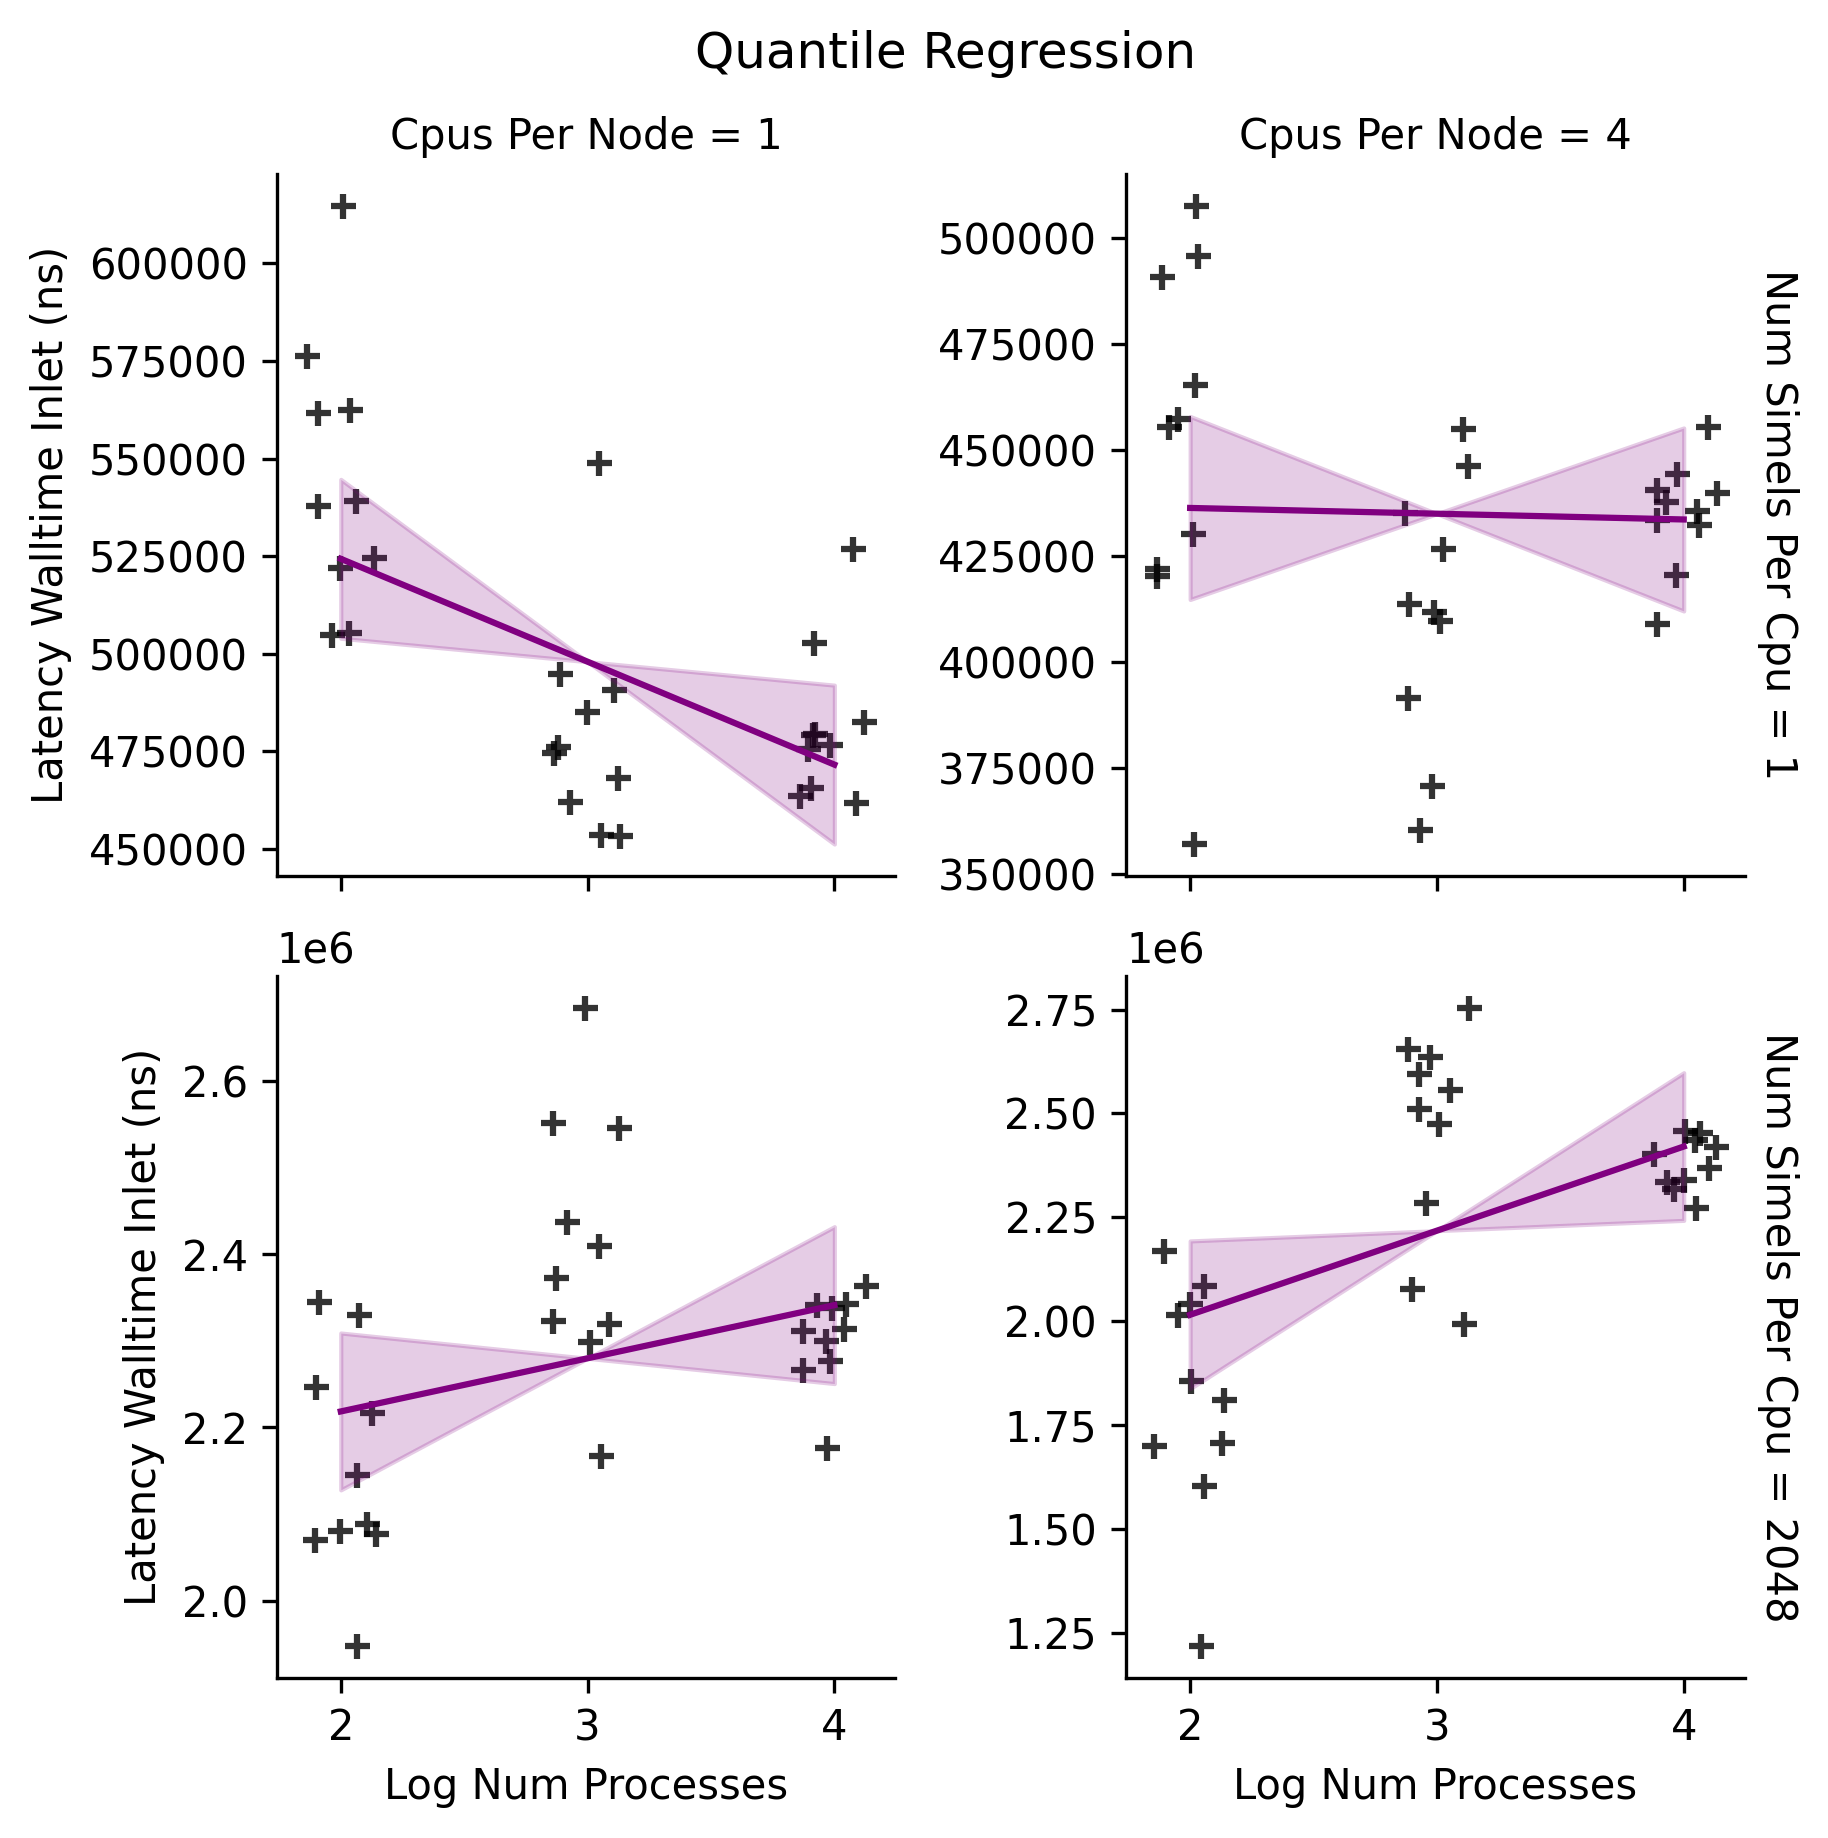 Quantile Regression
Cpus Per Node = 1
Cpus Per Node = 4
Latency Walltime Inlet (ns)
600000
575000
550000
525000
500000
475000
450000
500000
475000
450000
425000
400000
375000
350000
Num Simels Per Cpu = 1
1e6
Latency Walltime Inlet (ns)
2.6
2.4
2.2
2.0
2
3
4
Log Num Processes
1e6
2.75
2.50
2.25
2.00
1.75
1.50
1.25
2
3
4
Log Num Processes
Num Simels Per Cpu = 2048